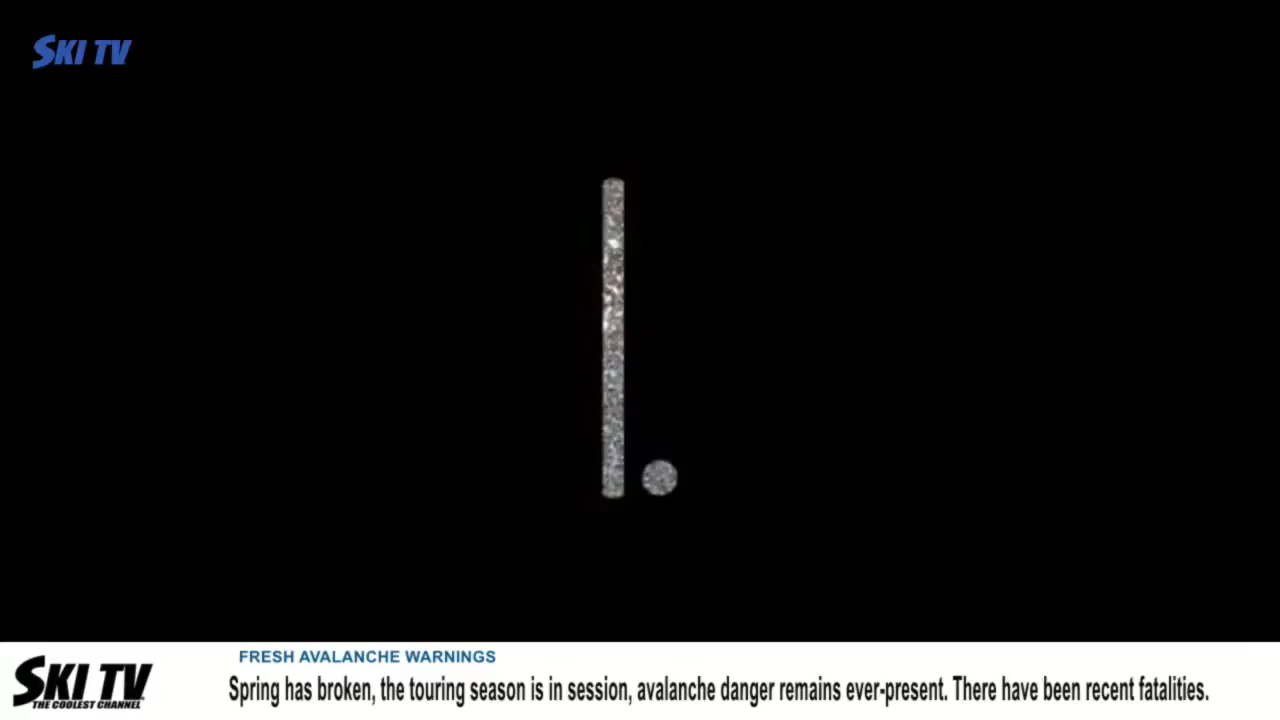 SKI TV
FRESH AVALANCHE WARNINGS
SKI TV
THE COOLEST CHANNEL
Spring has broken, the touring season is in session, avalanche danger remains ever-present. There have been recent fatalities.